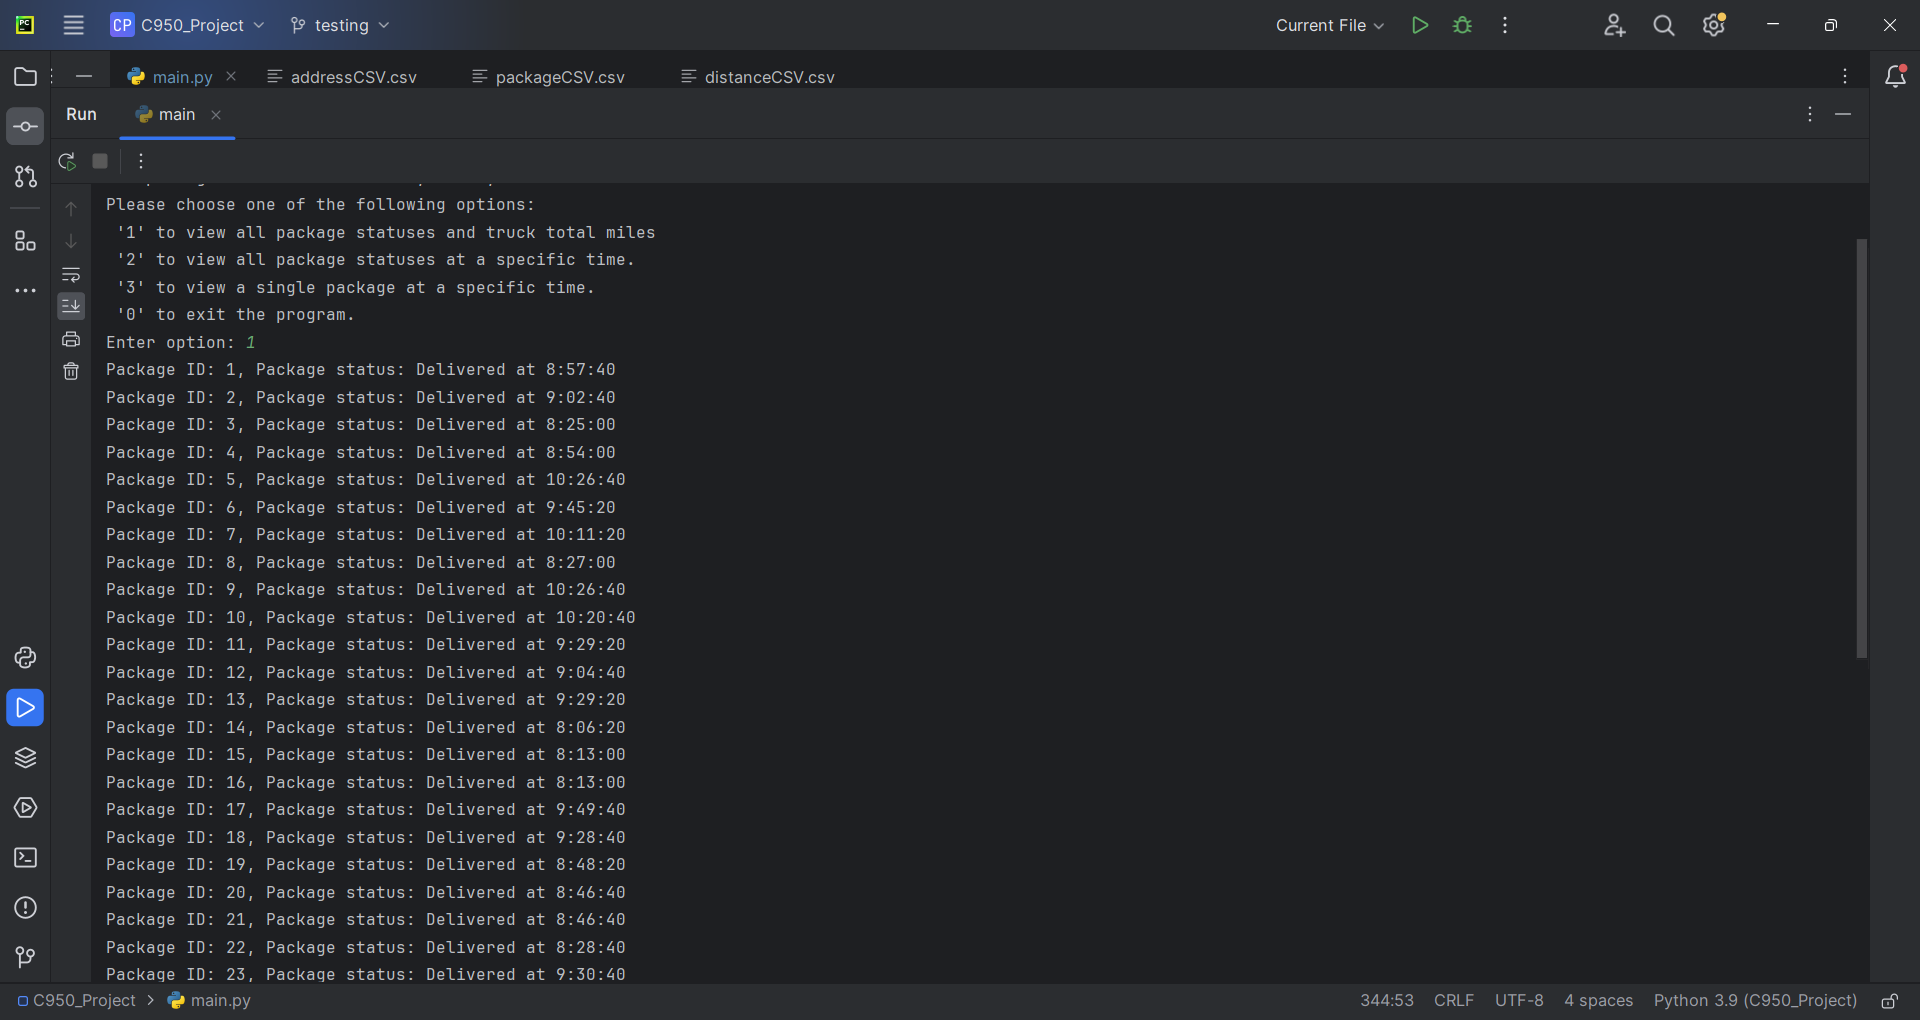 PC
CP C950_Project testing Current File
main.py addressCSV.csv packageCSV.csv distanceCSV.csv
Run main
Please choose one of the following options:
'1' to view all package statuses and truck total miles
'2' to view all package statuses at a specific time.
'3' to view a single package at a specific time.
'0' to exit the program.
Enter option: 1
Package ID: 1, Package status: Delivered at 8:57:40
Package ID: 2, Package status: Delivered at 9:02:40
Package ID: 3, Package status: Delivered at 8:25:00
Package ID: 4, Package status: Delivered at 8:54:00
Package ID: 5, Package status: Delivered at 10:26:40
Package ID: 6, Package status: Delivered at 9:45:20
Package ID: 7, Package status: Delivered at 10:11:20
Package ID: 8, Package status: Delivered at 8:27:00
Package ID: 9, Package status: Delivered at 10:26:40
Package ID: 10, Package status: Delivered at 10:20:40
Package ID: 11, Package status: Delivered at 9:29:20
Package ID: 12, Package status: Delivered at 9:04:40
Package ID: 13, Package status: Delivered at 9:29:20
Package ID: 14, Package status: Delivered at 8:06:20
Package ID: 15, Package status: Delivered at 8:13:00
Package ID: 16, Package status: Delivered at 8:13:00
Package ID: 17, Package status: Delivered at 9:49:40
Package ID: 18, Package status: Delivered at 9:28:40
Package ID: 19, Package status: Delivered at 8:48:20
Package ID: 20, Package status: Delivered at 8:46:40
Package ID: 21, Package status: Delivered at 8:46:40
Package ID: 22, Package status: Delivered at 8:28:40
Package ID: 23, Package status: Delivered at 9:30:40
C950_Project > main.py 344:53 CRLF UTF-8 4 spaces Python 3.9 (C950_Project)